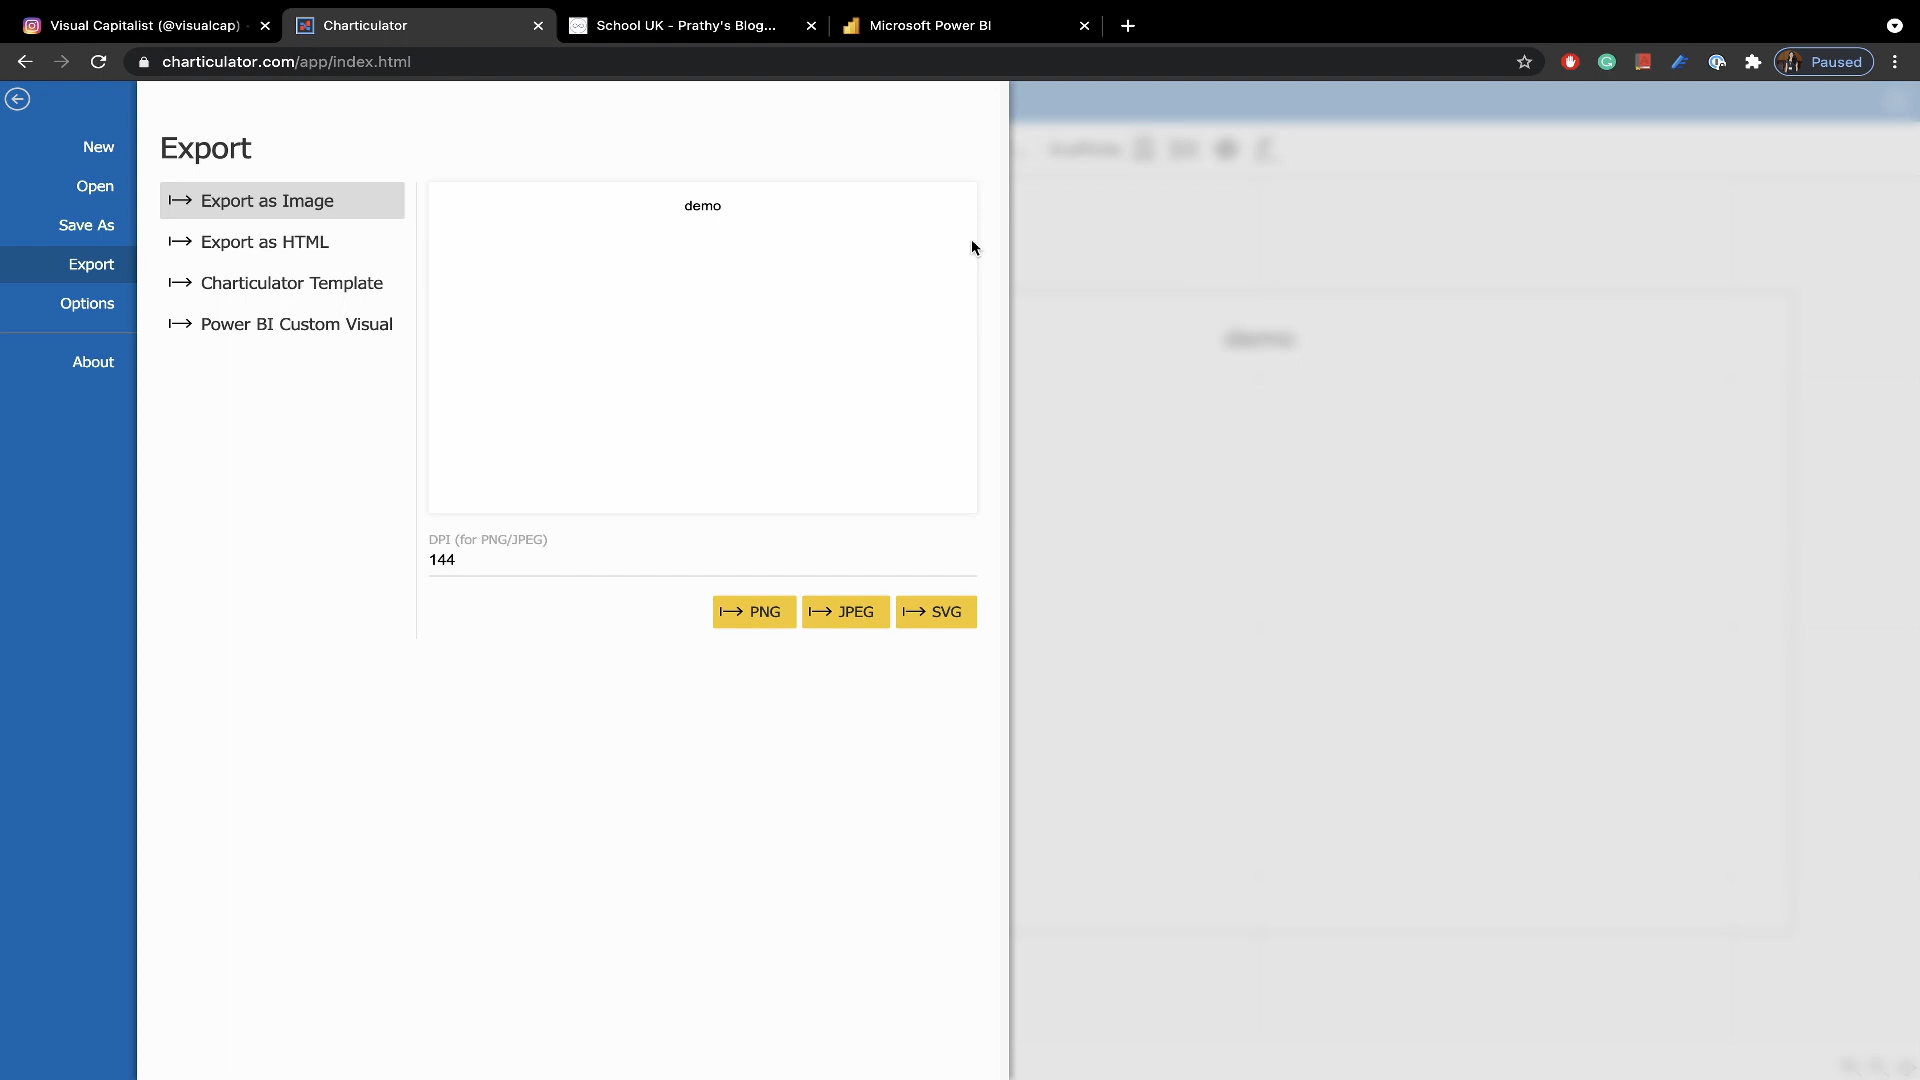 Visual Capitalist (@visualcap)
Charticulator
School UK - Prathy's Blog...
Microsoft Power BI
charticulator.com/app/index.html
Paused
New
Open
Save As
Export
Options
About
Export
Export as Image
Export as HTML
Charticulator Template
Power BI Custom Visual
demo
DPI (for PNG/JPEG)
144
PNG
JPEG
SVG
demo